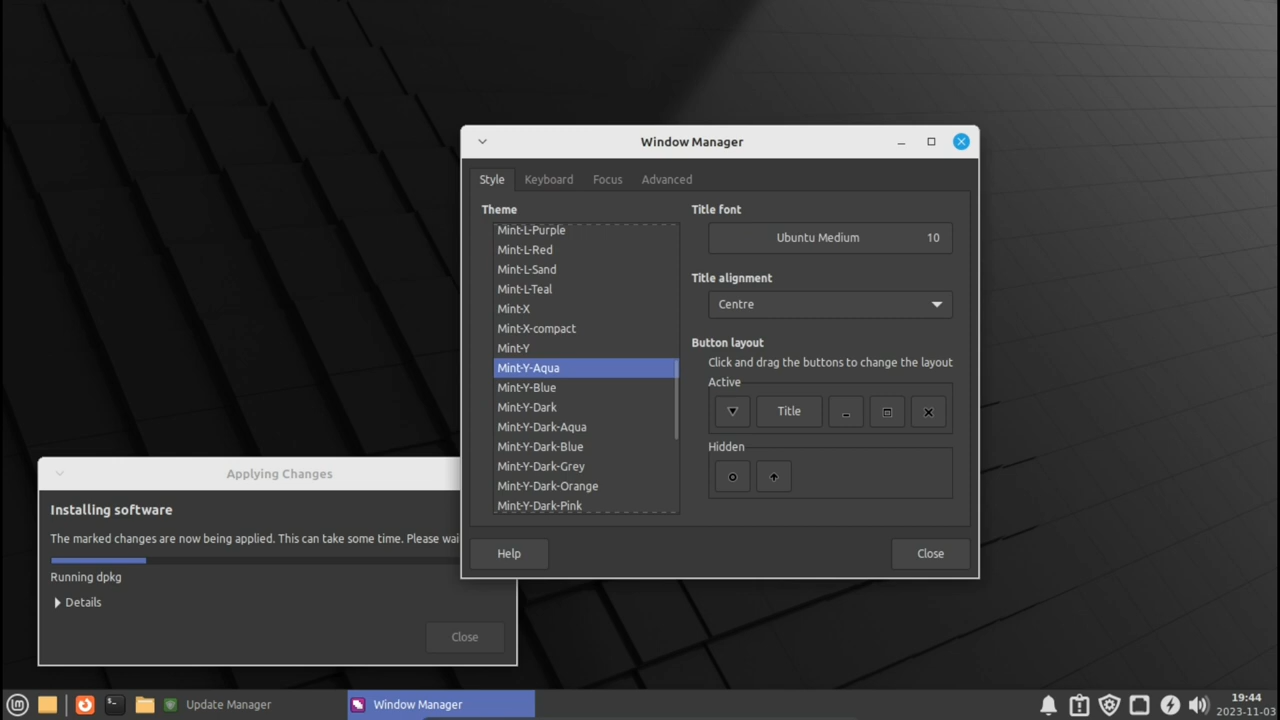 Window Manager
Style Keyboard Focus Advanced
Theme
Mint-L-Purple
Mint-L-Red
Mint-L-Sand
Mint-L-Teal
Mint-X
Mint-X-compact
Mint-Y
Mint-Y-Aqua
Mint-Y-Blue
Mint-Y-Dark
Mint-Y-Dark-Aqua
Mint-Y-Dark-Blue
Mint-Y-Dark-Grey
Mint-Y-Dark-Orange
Mint-Y-Dark-Pink
Title font
Ubuntu Medium 10
Title alignment
Centre
Button layout
Click and drag the buttons to change the layout
Active
Title
Hidden
Help
Close
Applying Changes
Installing software
The marked changes are now being applied. This can take some time. Please wai
Running dpkg
Details
Close
Update Manager
Window Manager
19:44
2023-11-03